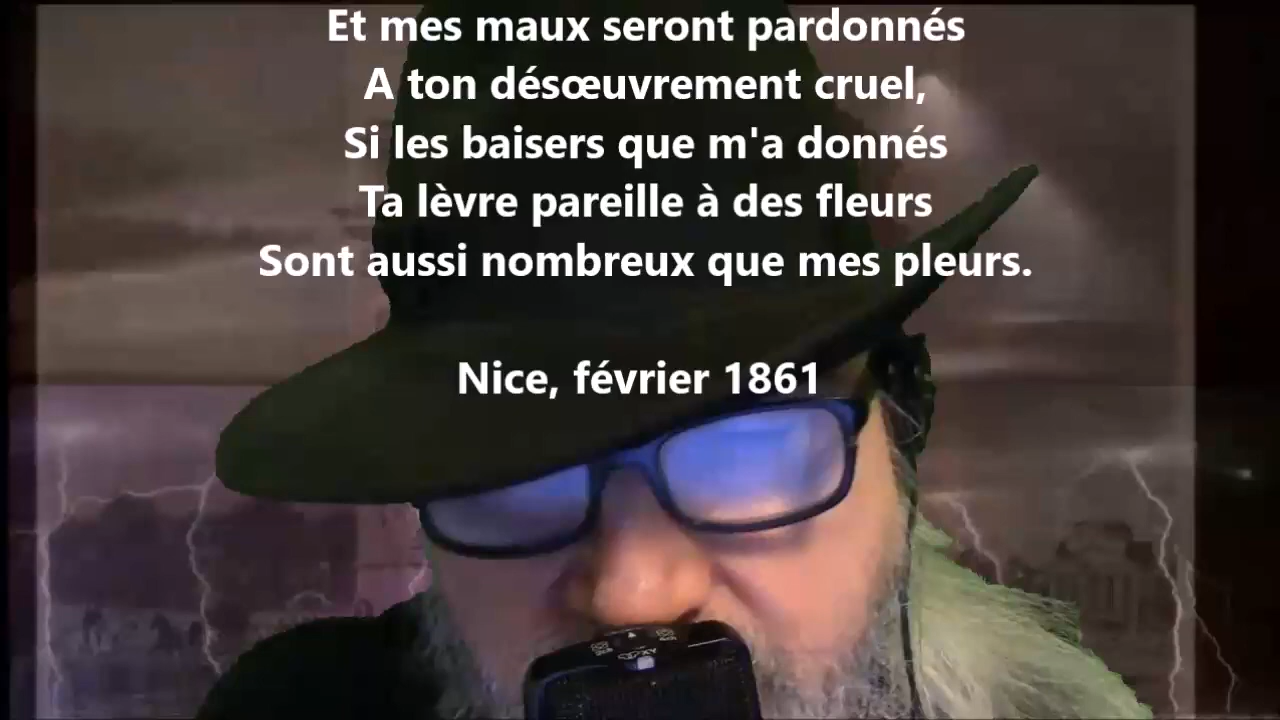 Et mes maux seront pardonnés
A ton désœuvrement cruel,
Si les baisers que m'a donnés
Ta lèvre pareille à des fleurs
Sont aussi nombreux que mes pleurs.
Nice, février 1861
XY